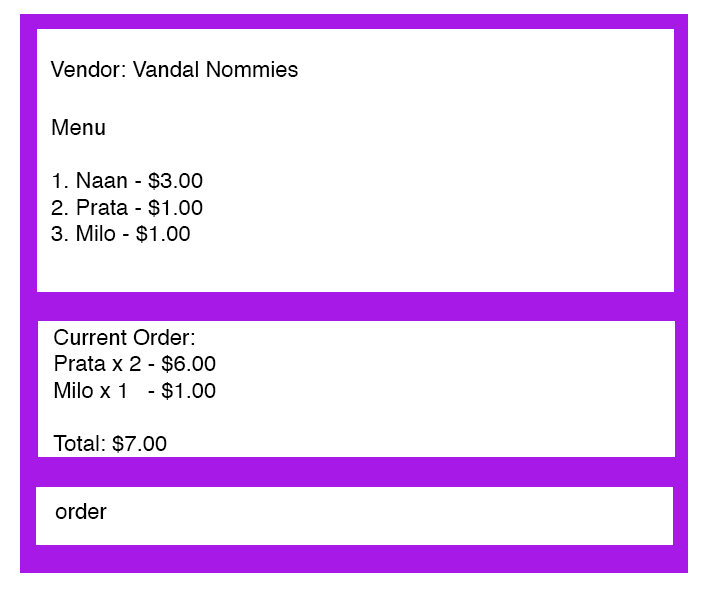 Vendor: Vandal Nommies
Menu
1. Naan - $3.00
2. Prata - $1.00
3. Milo - $1.00
Current Order:
Prata x 2 - $6.00
Milo x 1 - $1.00
Total: $7.00
order